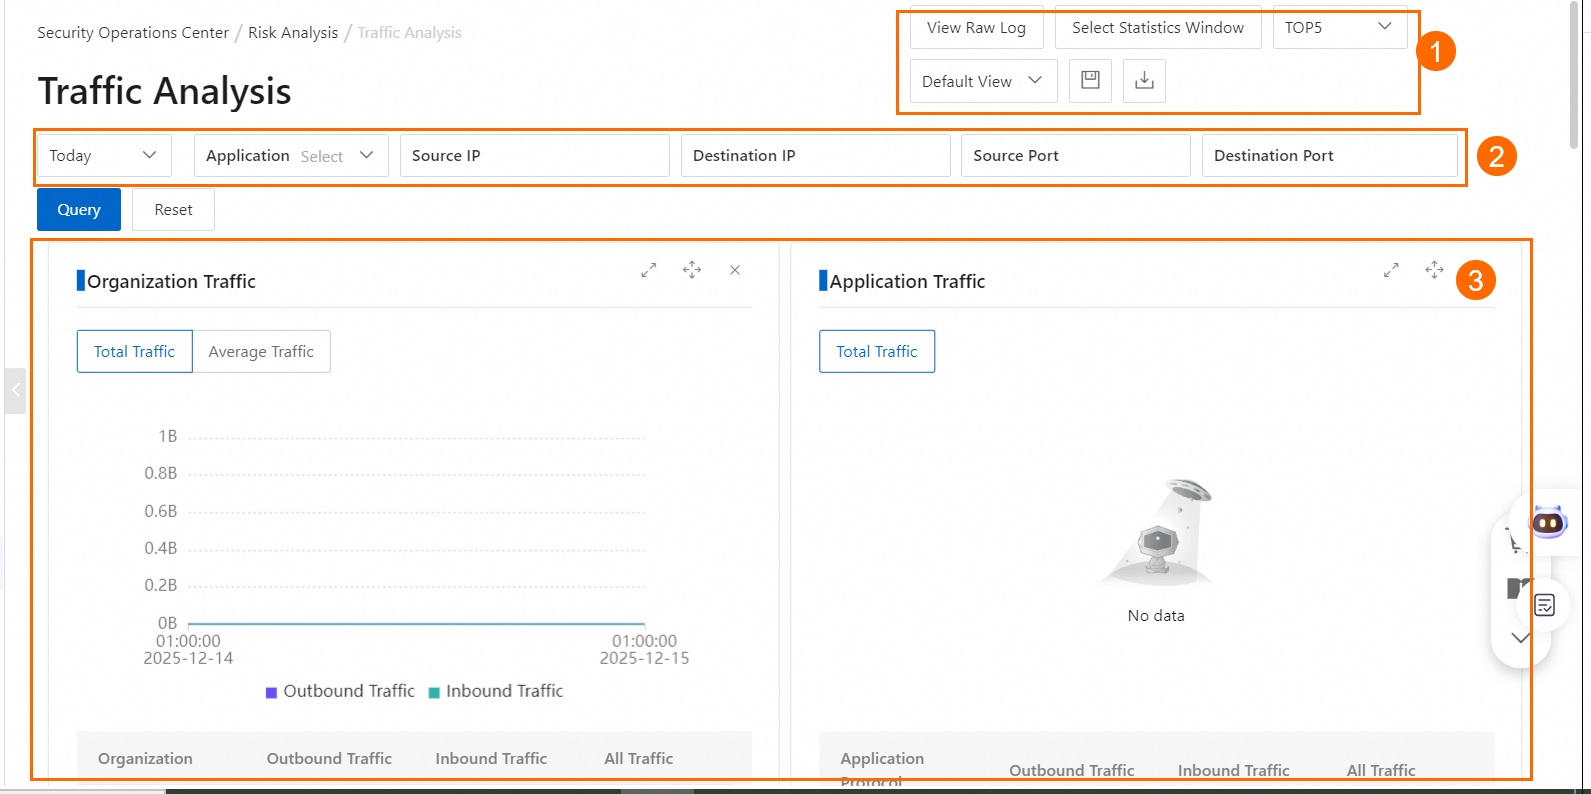 Security Operations Center / Risk Analysis / Traffic Analysis
View Raw Log
Select Statistics Window
TOP5
1
Default View
Traffic Analysis
Today
Application Select
Source IP
Destination IP
Source Port
Destination Port
2
Query
Reset
Organization Traffic
Total Traffic
Average Traffic
1B
0.8B
0.6B
0.4B
0.2B
0B
01:00:00
2025-12-14
01:00:00
2025-12-15
Outbound Traffic
Inbound Traffic
Organization
Outbound Traffic
Inbound Traffic
All Traffic
Application Traffic
3
Total Traffic
No data
Application
Protocol
Outbound Traffic
Inbound Traffic
All Traffic